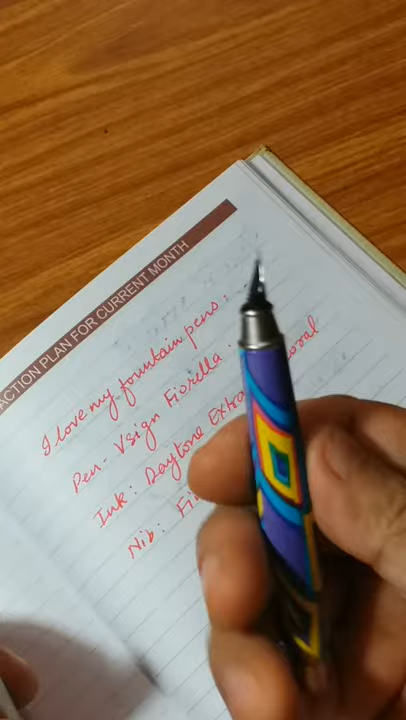 ACTION PLAN FOR CURRENT MONTH
I love my fountain pens.
Pen- Vsign Fiorella.
Ink: Daytone Extra
Nib: